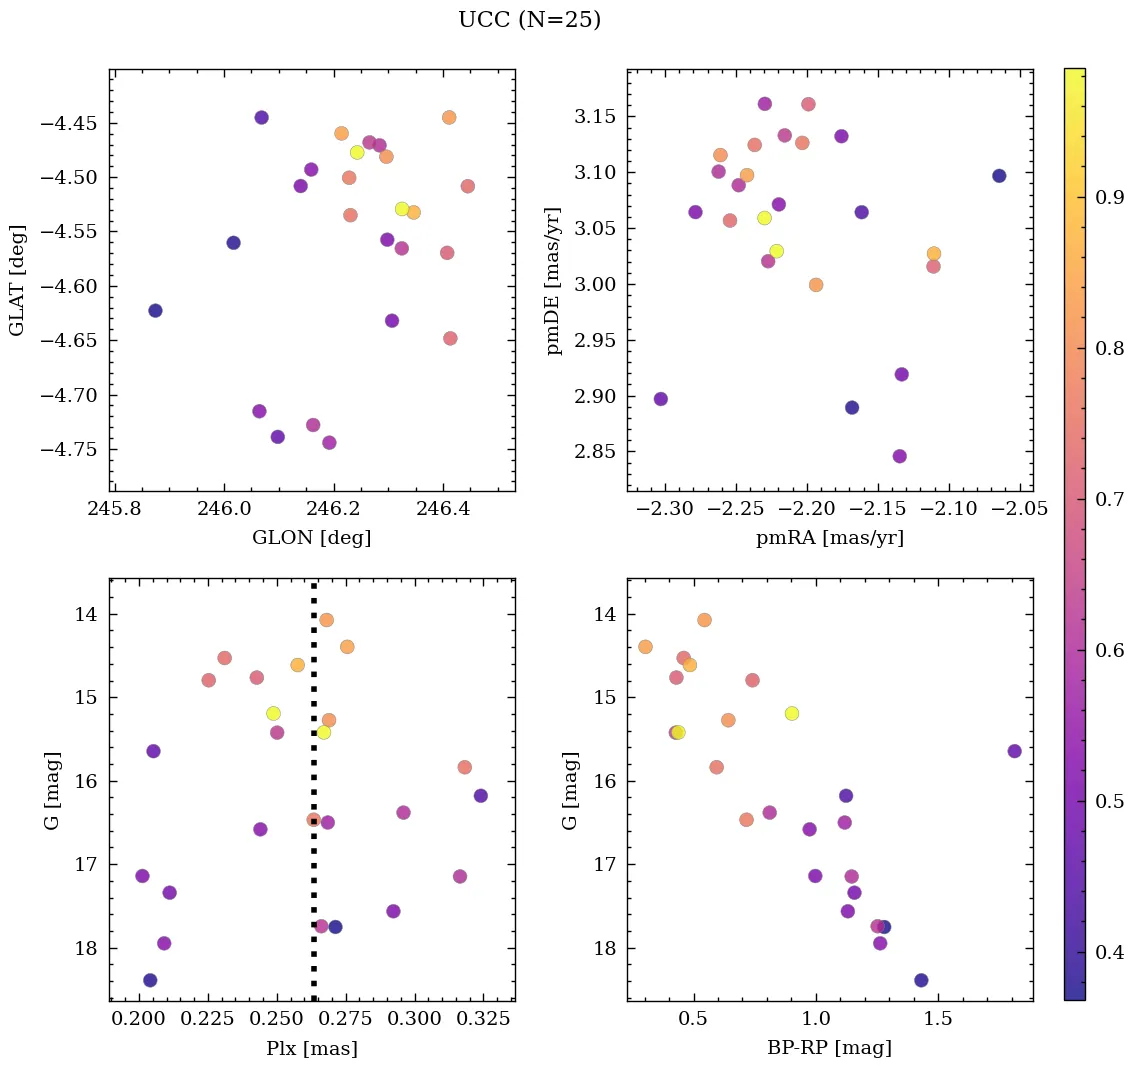 UCC (N=25)
−4.45
−4.50
−4.55
−4.60
−4.65
−4.70
−4.75
GLAT [deg]
245.8 246.0 246.2 246.4
GLON [deg]
3.15
3.10
3.05
3.00
2.95
2.90
2.85
pmDE [mas/yr]
−2.30 −2.25 −2.20 −2.15 −2.10 −2.05
pmRA [mas/yr]
14
15
16
17
18
G [mag]
0.200 0.225 0.250 0.275 0.300 0.325
Plx [mas]
14
15
16
17
18
G [mag]
0.5 1.0 1.5
BP-RP [mag]
0.9
0.8
0.7
0.6
0.5
0.4